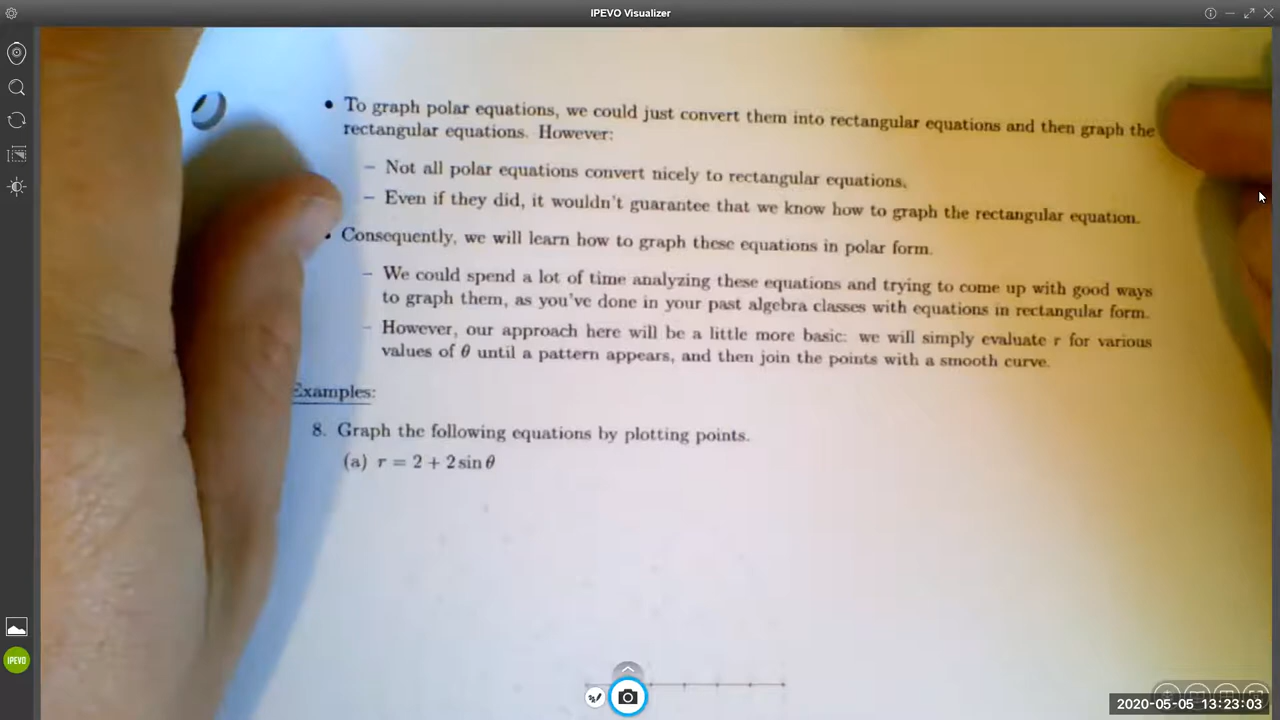 IPEVO Visualizer
• To graph polar equations, we could just convert them into rectangular equations and then graph the
rectangular equations. However:
– Not all polar equations convert nicely to rectangular equations.
– Even if they did, it wouldn't guarantee that we know how to graph the rectangular equation.
• Consequently, we will learn how to graph these equations in polar form.
– We could spend a lot of time analyzing these equations and trying to come up with good ways
to graph them, as you've done in your past algebra classes with equations in rectangular form.
– However, our approach here will be a little more basic: we will simply evaluate r for various
values of θ until a pattern appears, and then join the points with a smooth curve.
Examples:
8. Graph the following equations by plotting points.
(a) r = 2 + 2 sin θ
IPEVO
2020-05-05 13:23:03